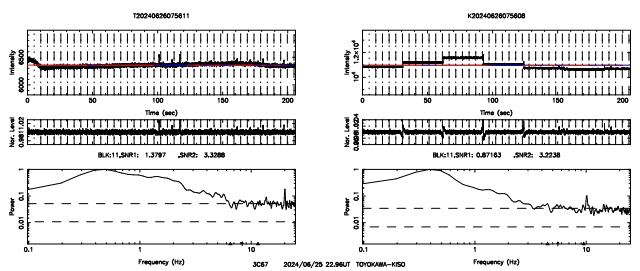 T20240626075611
K20240626075608
Intensity
6500
6000
0
50
100
150
200
Time (sec)
Intensity
1.2×10⁴
10⁴
0
50
100
150
200
Time (sec)
Nor. Level
Nor. Level
BLK:11,SNR1: 1.3797 ,SNR2: 3.3288
BLK:11,SNR1: 0.87163 ,SNR2: 3.2238
Power
1
0.1
0.01
0.1
1
10
Frequency (Hz)
Power
1
0.1
0.01
0.1
1
10
Frequency (Hz)
3C67 2024/06/25 22.96UT TOYOKAWA-KISO